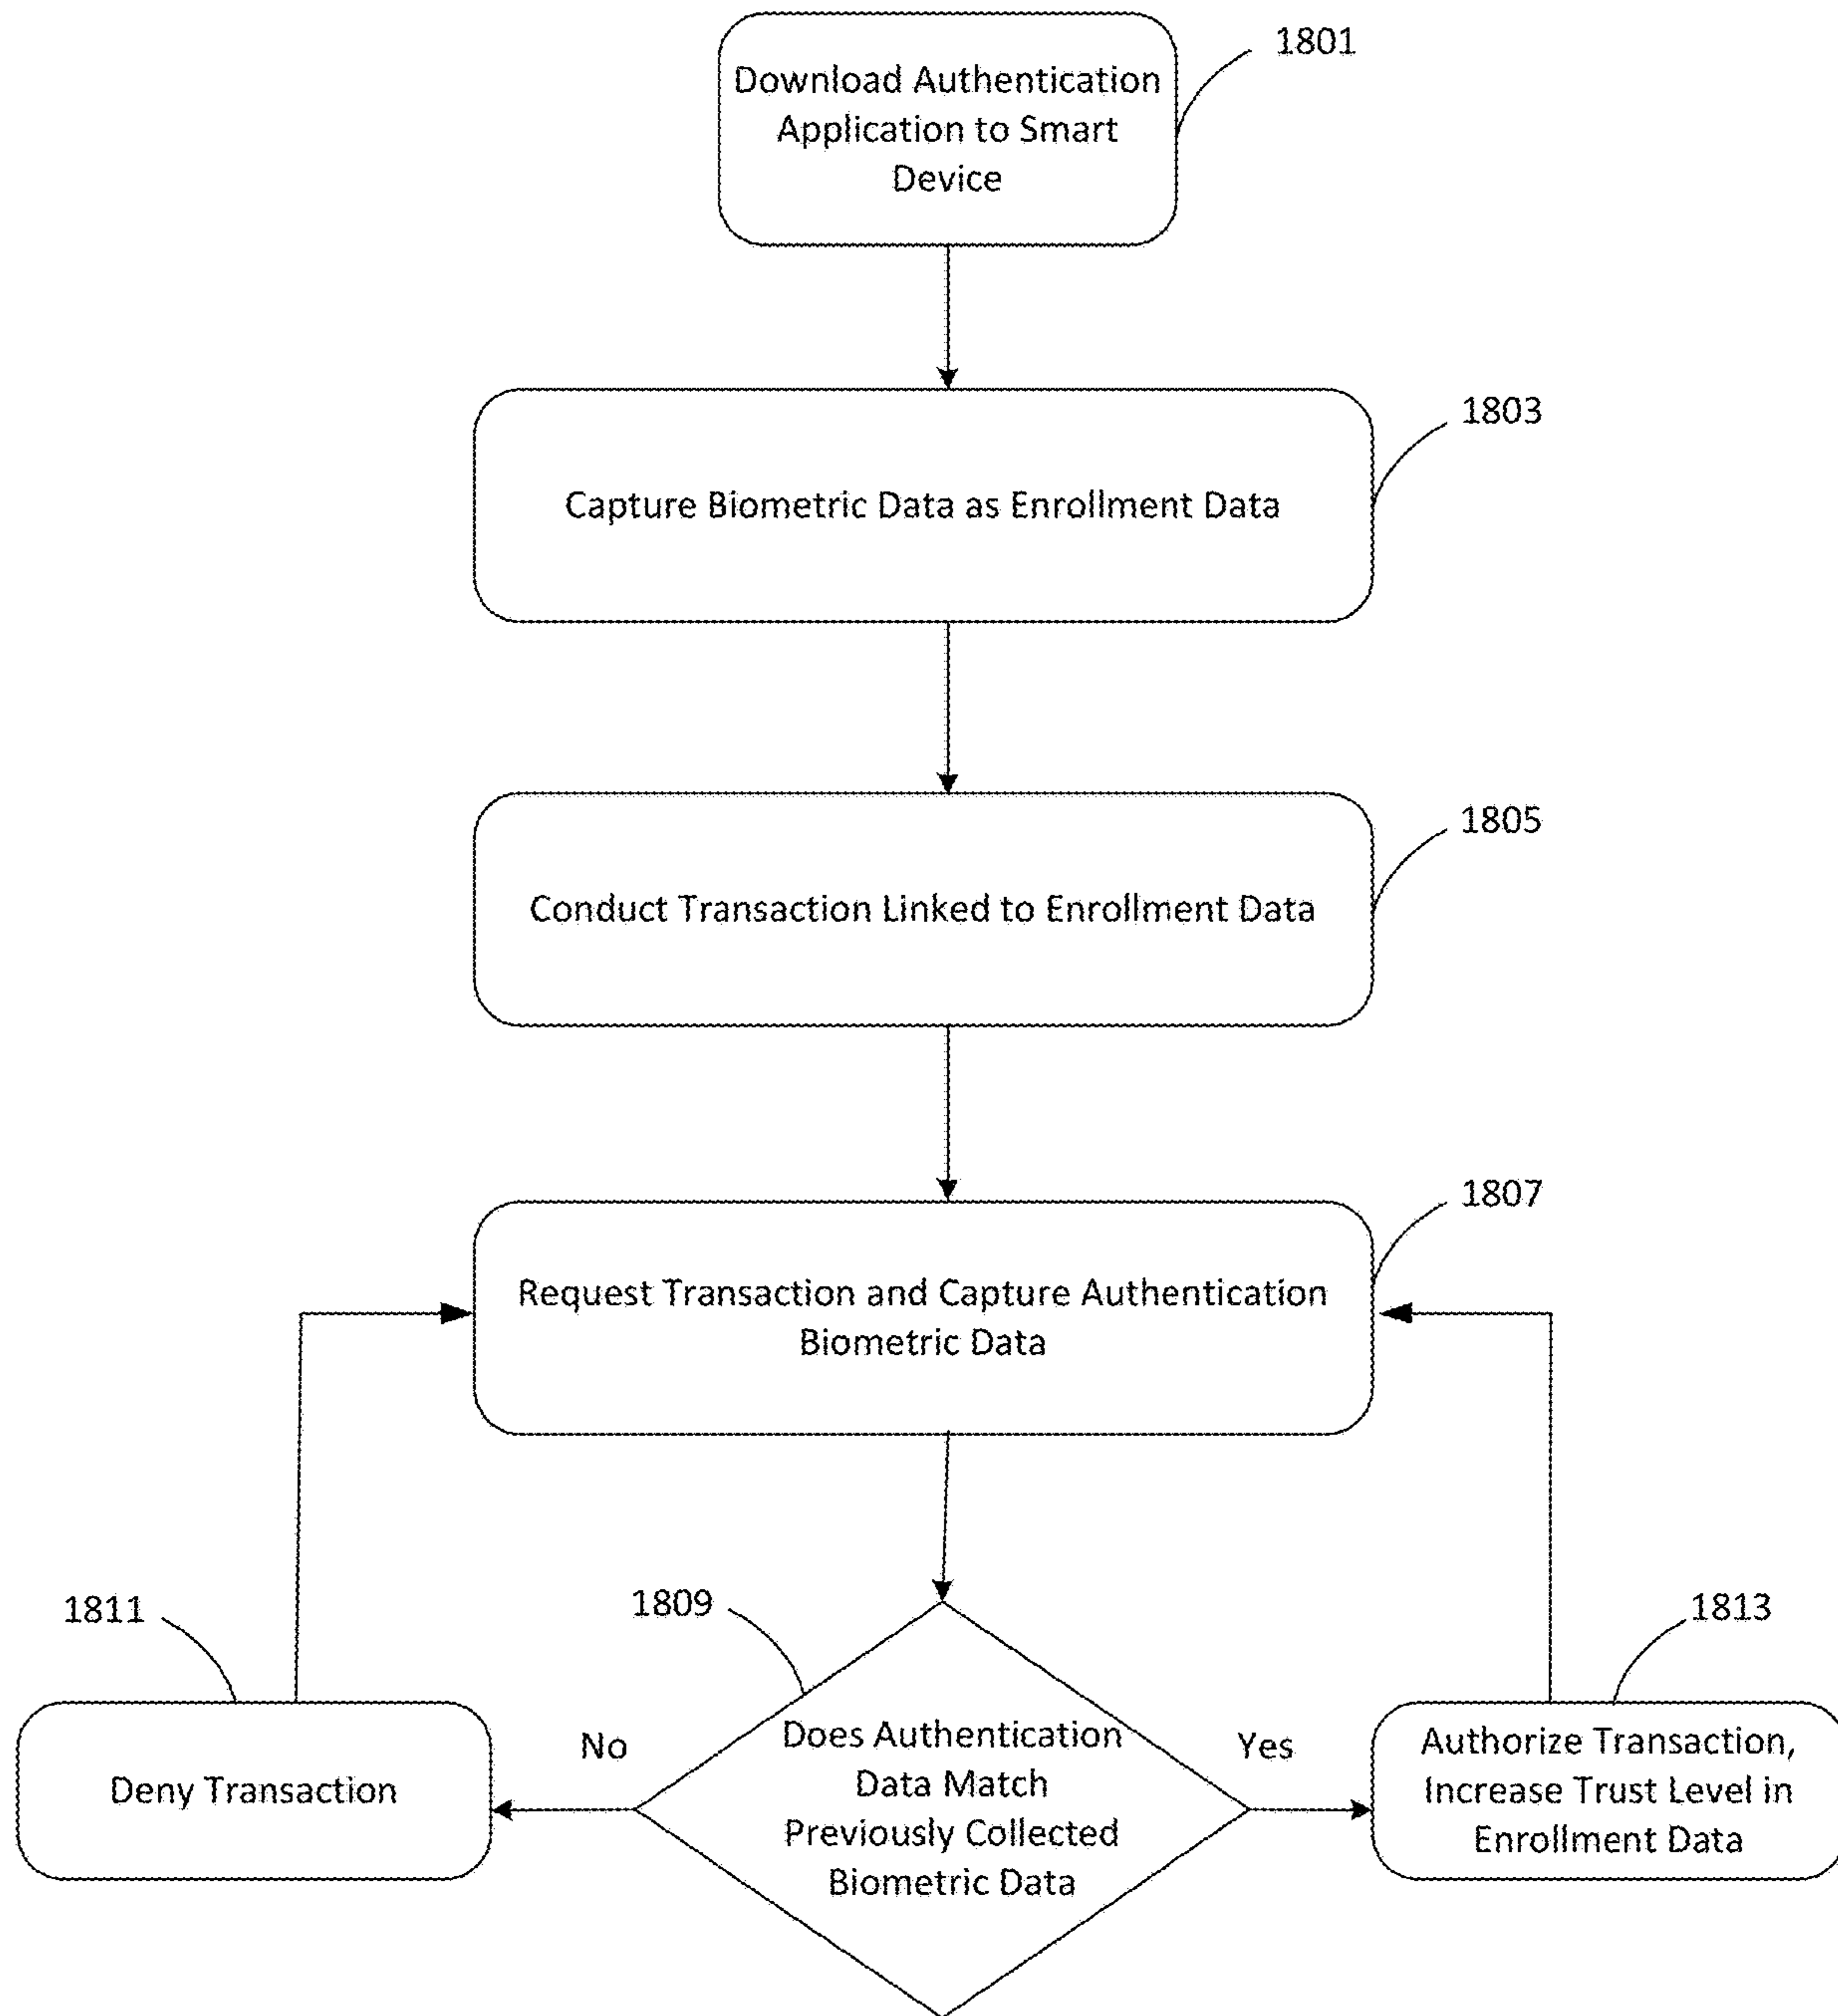 1801
Download Authentication
Application to Smart
Device
1803
Capture Biometric Data as Enrollment Data
1805
Conduct Transaction Linked to Enrollment Data
1807
Request Transaction and Capture Authentication
Biometric Data
1811
1809
1813
No
Yes
Deny Transaction
Does Authentication
Data Match
Previously Collected
Biometric Data
Authorize Transaction,
Increase Trust Level in
Enrollment Data